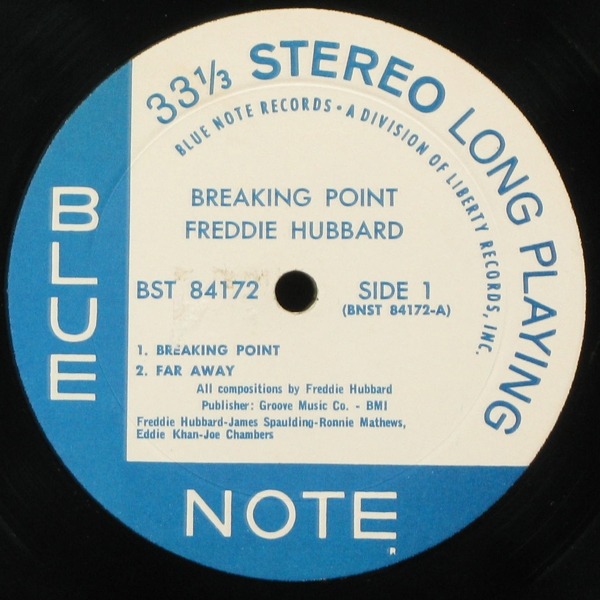 33⅓ STEREO LONG PLAYING
BLUE NOTE RECORDS • A DIVISION OF LIBERTY RECORDS, INC.
BREAKING POINT
FREDDIE HUBBARD
BST 84172
SIDE 1
(BNST 84172-A)
1. BREAKING POINT
2. FAR AWAY
All compositions by Freddie Hubbard
Publisher: Groove Music Co. - BMI
Freddie Hubbard-James Spaulding-Ronnie Mathews,
Eddie Khan-Joe Chambers
BLUE
NOTE